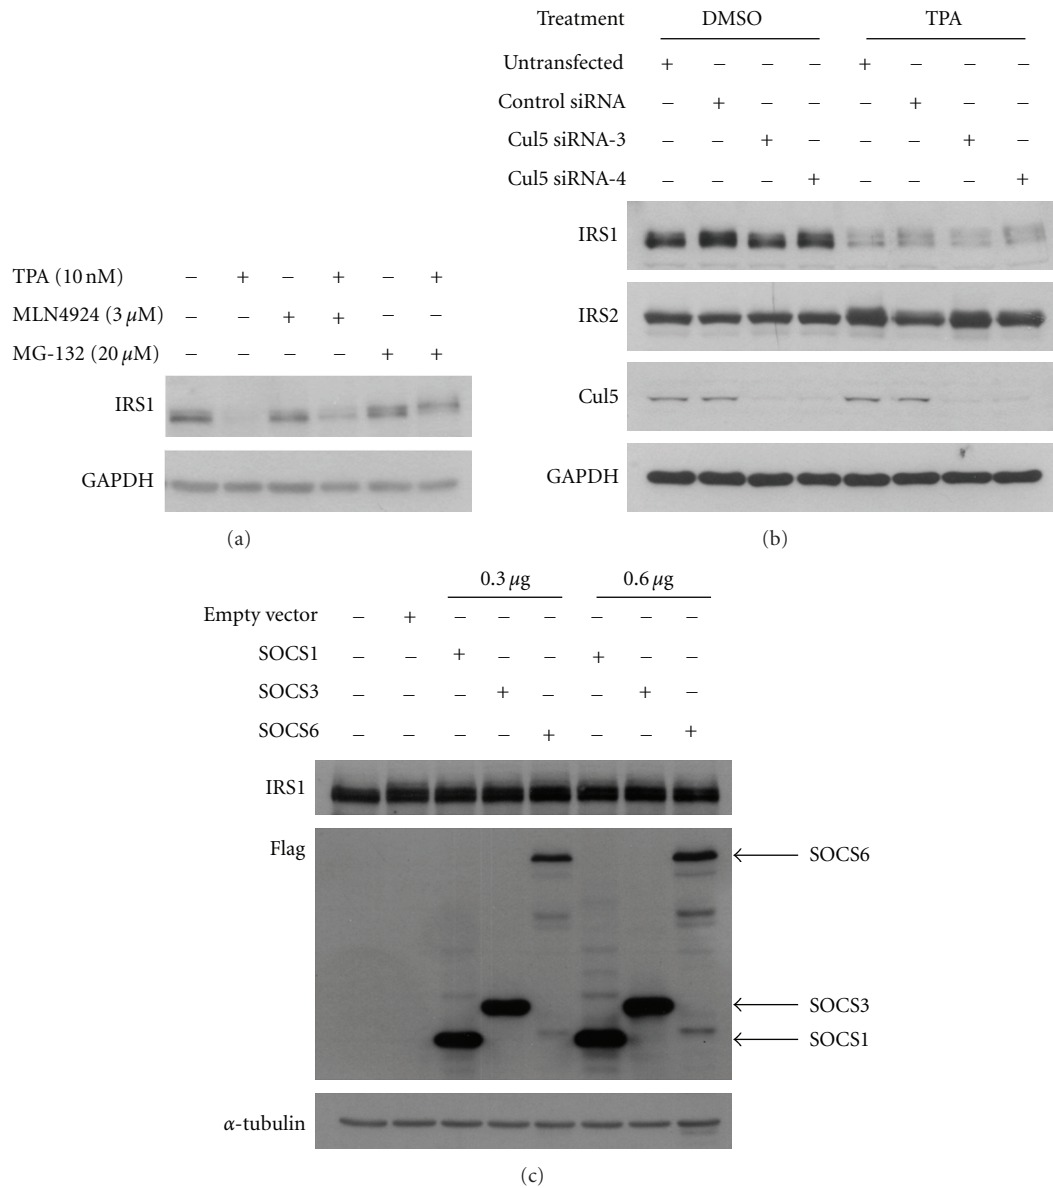 TPA (10 nM) − + − + − +
MLN4924 (3 μM) − − + + − −
MG-132 (20 μM) − − − − + +
IRS1
GAPDH
(a)
Treatment DMSO TPA
Untransfected + − − − + − − −
Control siRNA − + − − − + − −
Cul5 siRNA-3 − − + − − − + −
Cul5 siRNA-4 − − − + − − − +
IRS1
IRS2
Cul5
GAPDH
(b)
0.3 μg 0.6 μg
Empty vector − + − − − − − −
SOCS1 − − + − − + − −
SOCS3 − − − + − − + −
SOCS6 − − − − + − − +
IRS1
Flag
SOCS6
SOCS3
SOCS1
α-tubulin
(c)